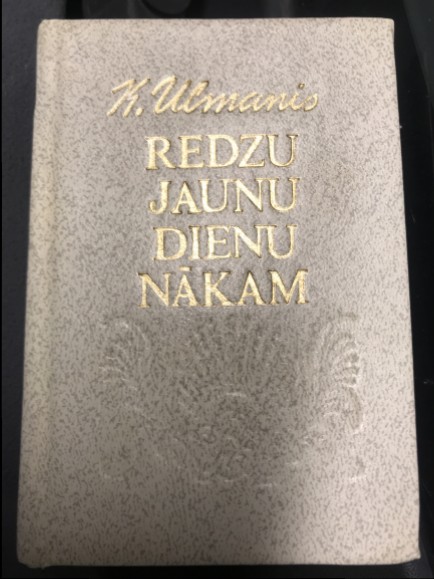 K. Ulmanis
REDZU
JAUNU
DIENU
NĀKAM